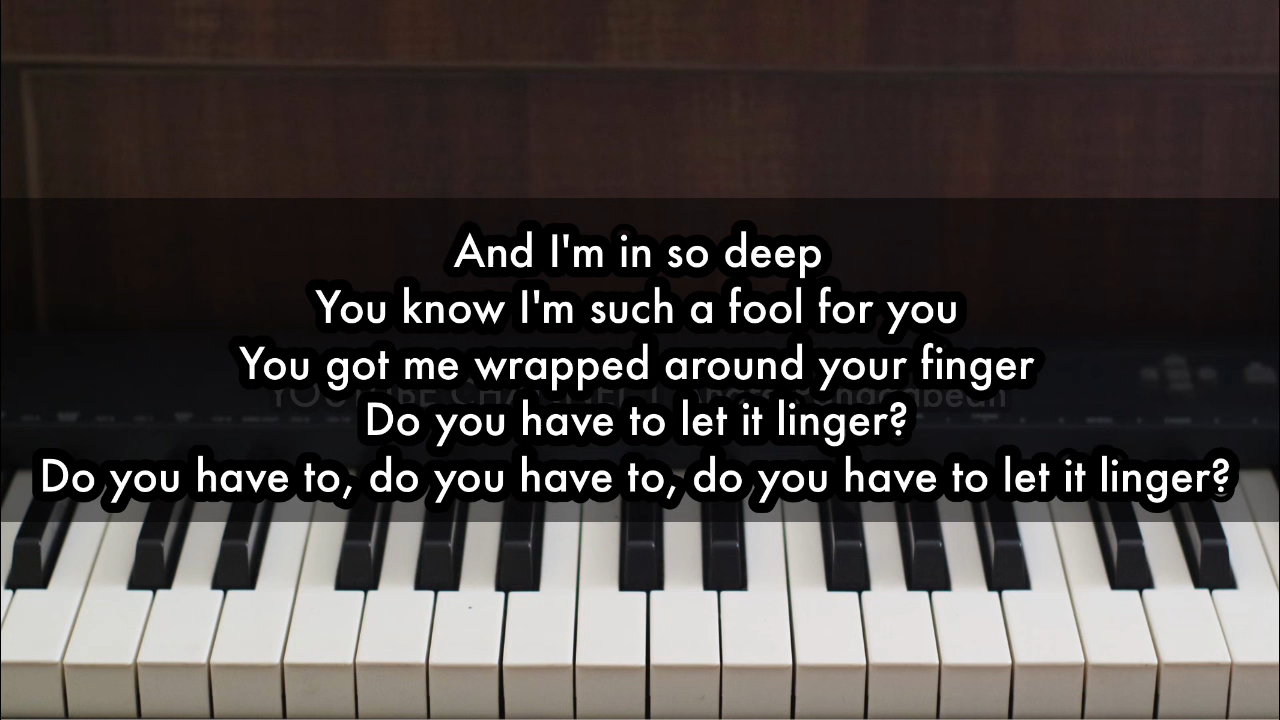 And I'm in so deep
You know I'm such a fool for you
You got me wrapped around your finger
YOUTUBE CHANNEL
Do you have to let it linger?
Do you have to, do you have to, do you have to let it linger?